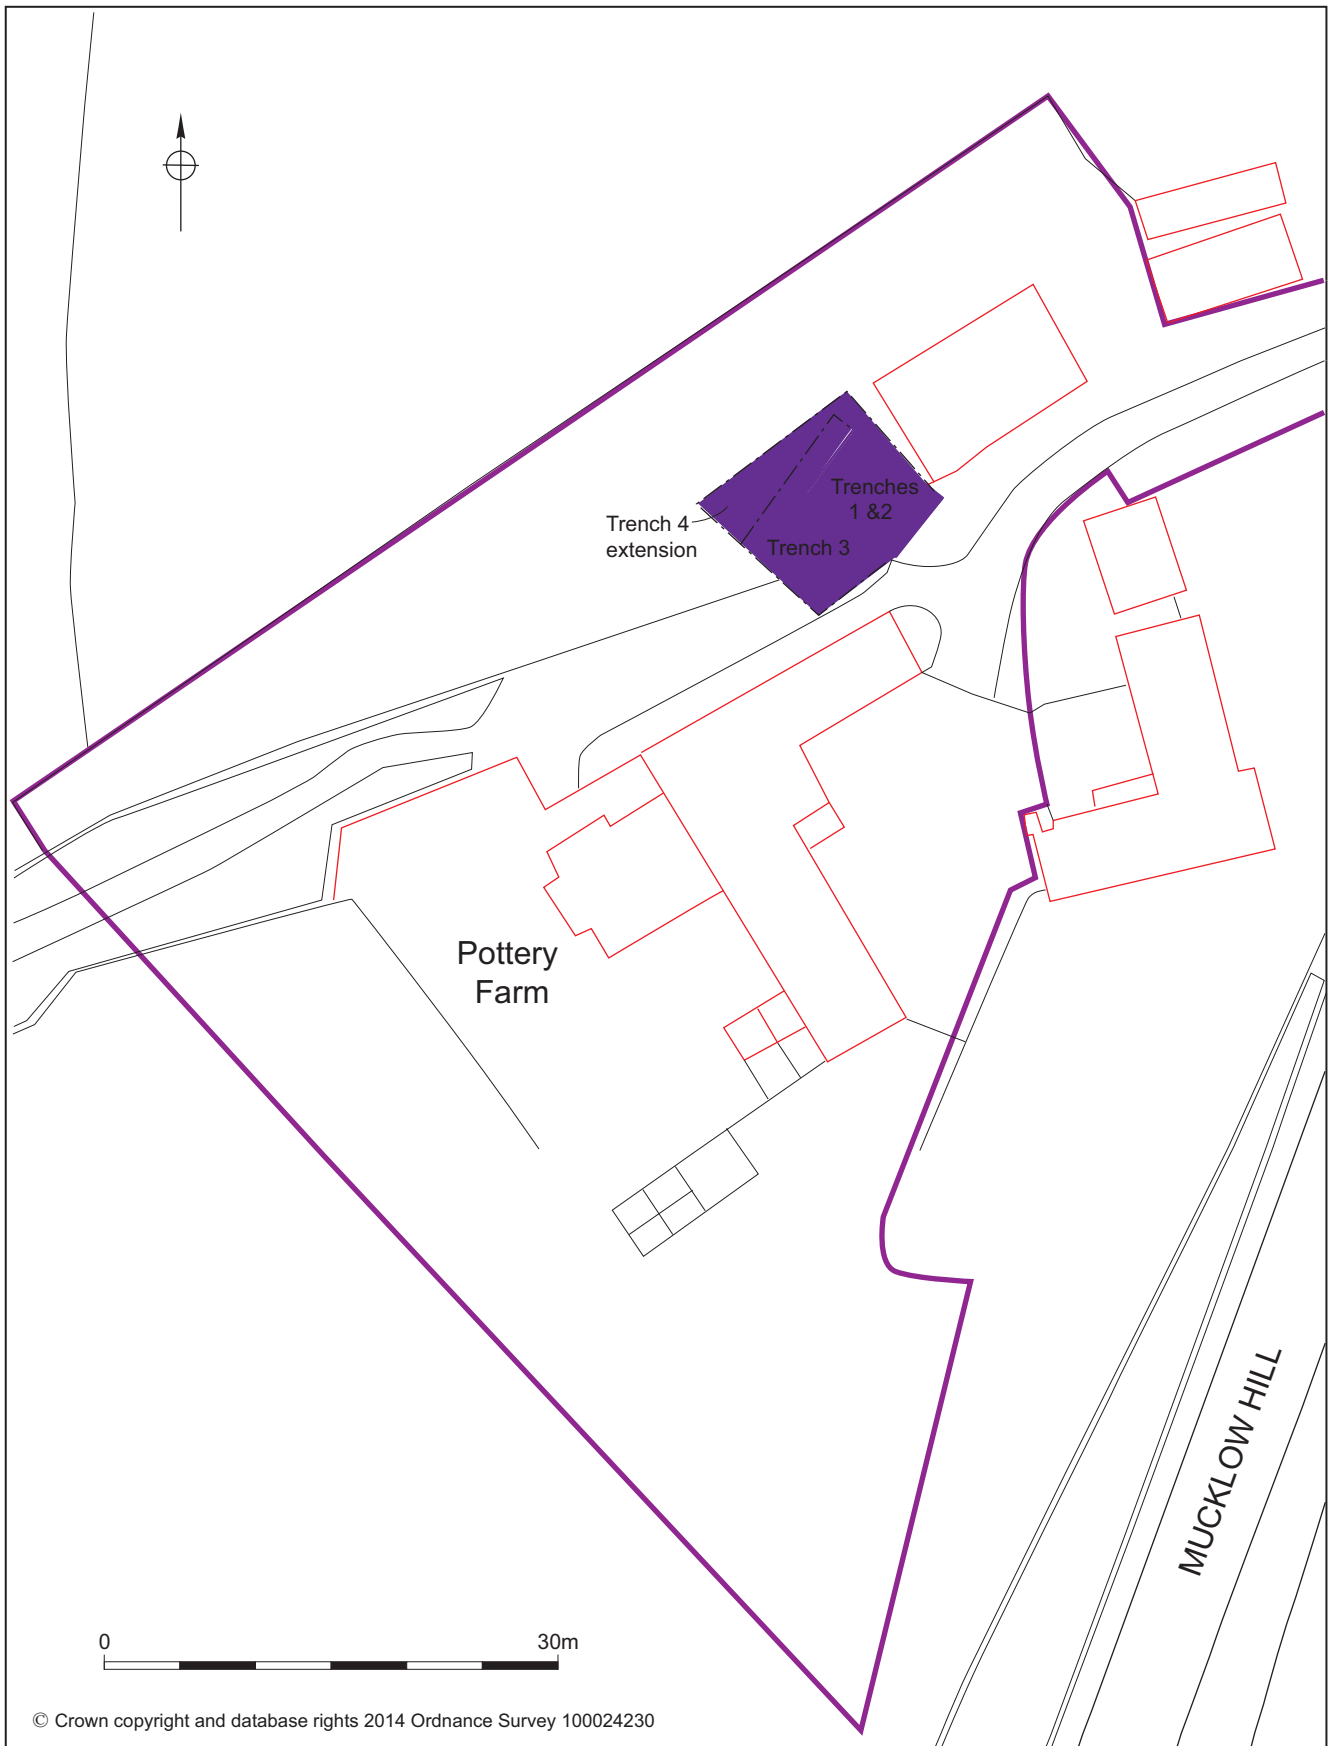 Trenches
1 &2
Trench 4
extension
Trench 3
Pottery
Farm
MUCKLOW HILL
0
30m
© Crown copyright and database rights 2014 Ordnance Survey 100024230